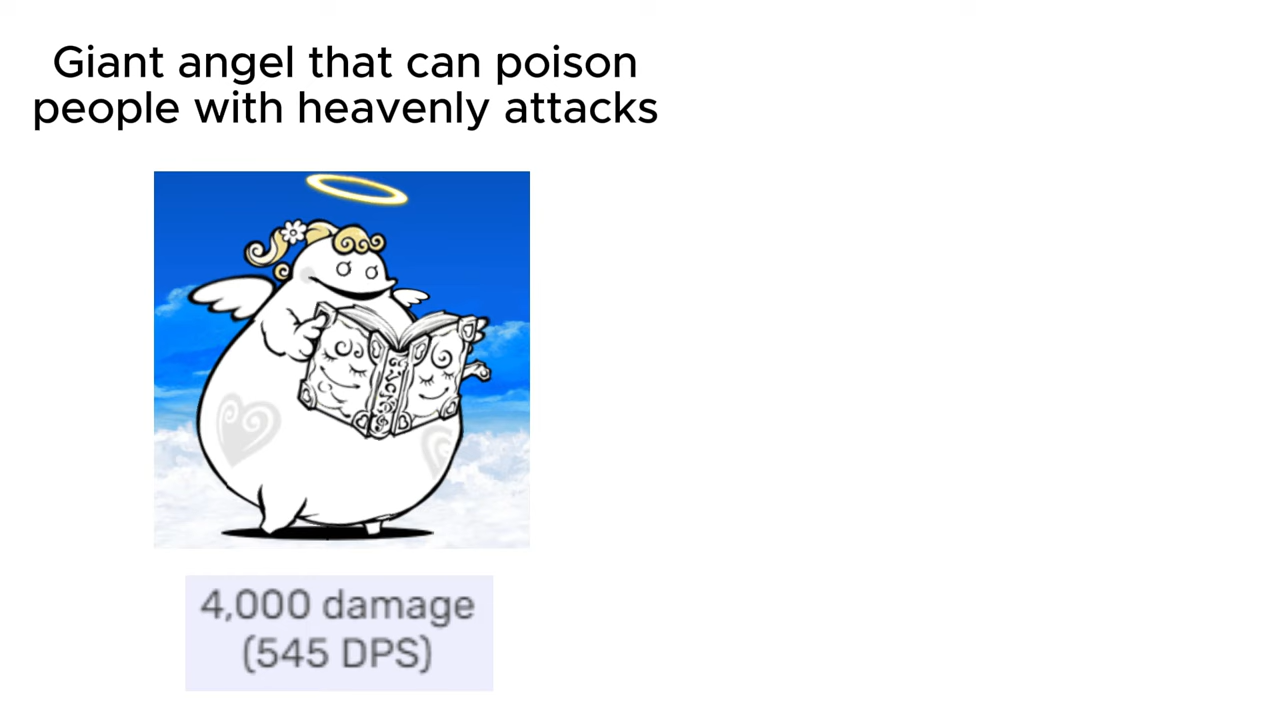 Giant angel that can poison
people with heavenly attacks
4,000 damage
(545 DPS)